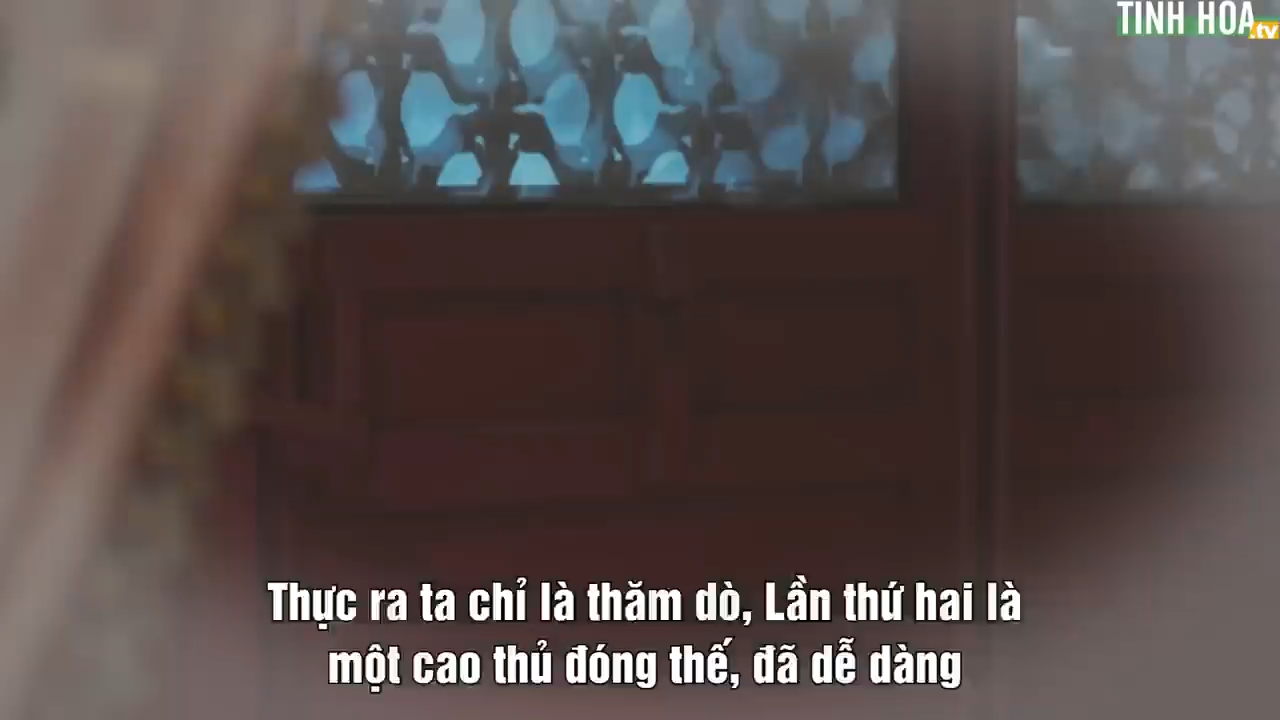 TINH HOA
.tv
Thực ra ta chỉ là thăm dò, Lần thứ hai là
một cao thủ đóng thế, đã dễ dàng